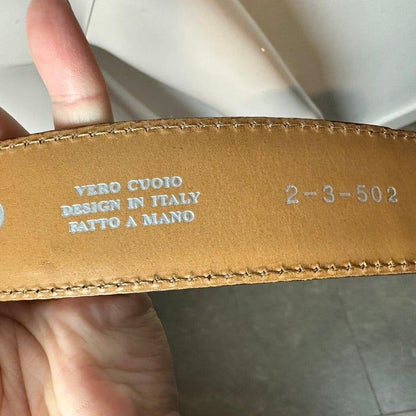 VERO CUOIO
DESIGN IN ITALY
FATTO A MANO
2-3-502